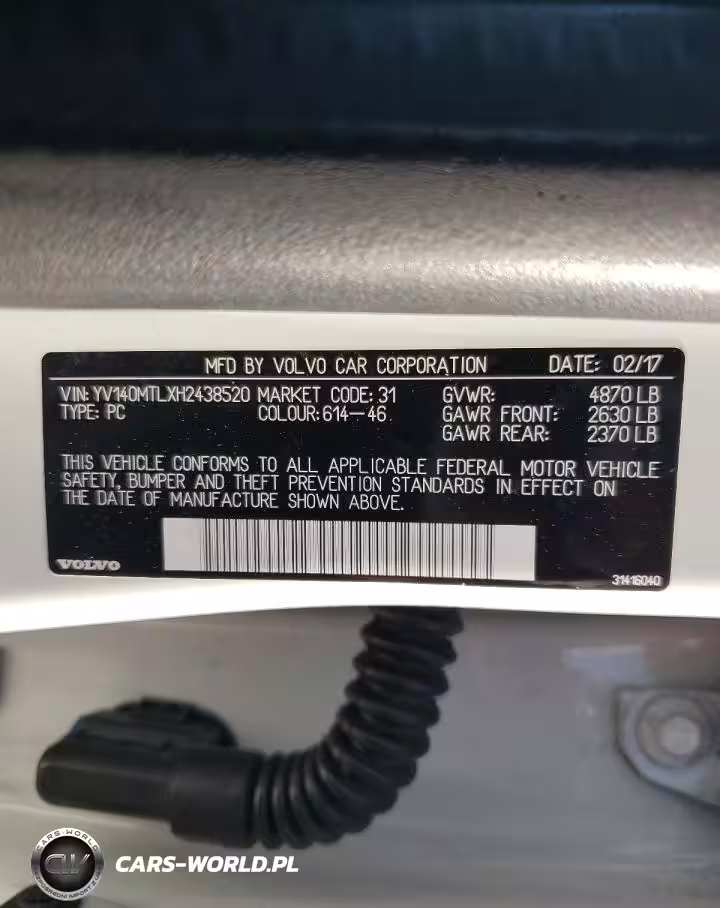 MFD BY VOLVO CAR CORPORATION DATE: 02/17
VIN: YV140MTLXH2438520 MARKET CODE: 31 GVWR: 4870 LB
TYPE: PC COLOUR: 614-46 GAWR FRONT: 2630 LB
GAWR REAR: 2370 LB
THIS VEHICLE CONFORMS TO ALL APPLICABLE FEDERAL MOTOR VEHICLE
SAFETY, BUMPER AND THEFT PREVENTION STANDARDS IN EFFECT ON
THE DATE OF MANUFACTURE SHOWN ABOVE.
VOLVO 31416040
CARS-WORLD
CW
CARS-WORLD.PL